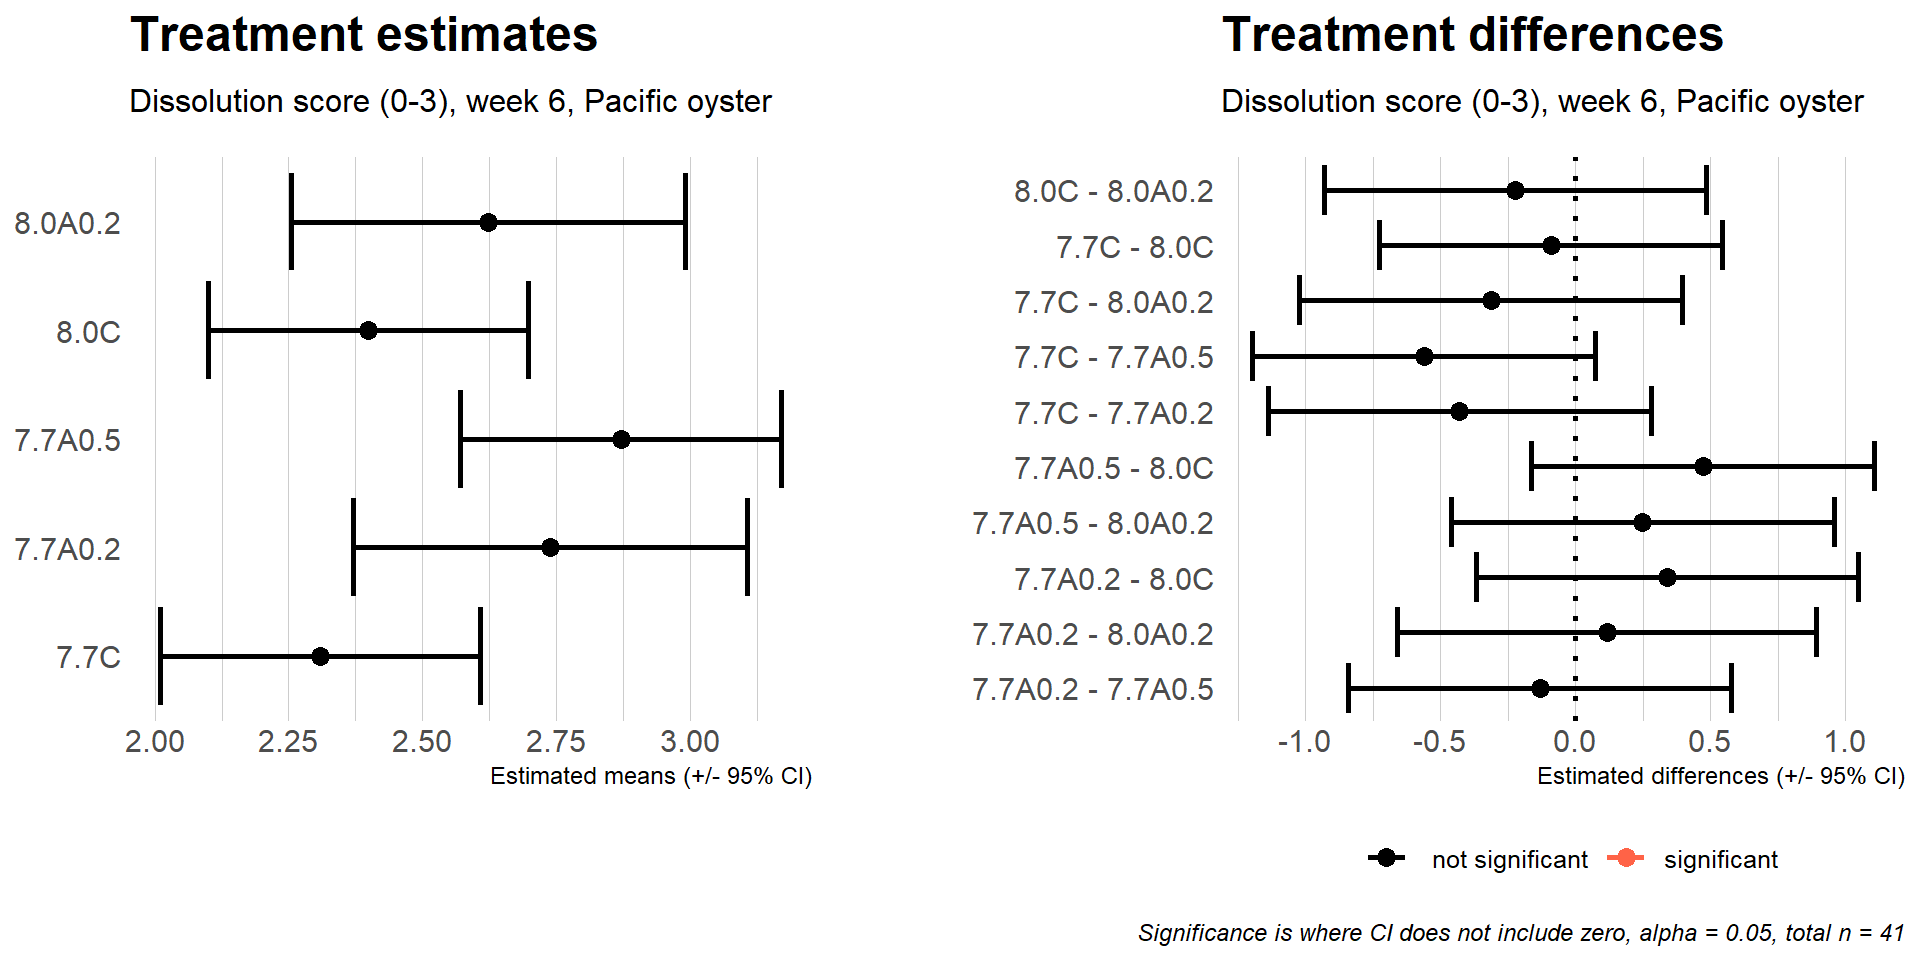 Treatment estimates
Dissolution score (0-3), week 6, Pacific oyster
8.0A0.2
8.0C
7.7A0.5
7.7A0.2
7.7C
2.00 2.25 2.50 2.75 3.00
Estimated means (+/- 95% CI)
Treatment differences
Dissolution score (0-3), week 6, Pacific oyster
8.0C - 8.0A0.2
7.7C - 8.0C
7.7C - 8.0A0.2
7.7C - 7.7A0.5
7.7C - 7.7A0.2
7.7A0.5 - 8.0C
7.7A0.5 - 8.0A0.2
7.7A0.2 - 8.0C
7.7A0.2 - 8.0A0.2
7.7A0.2 - 7.7A0.5
-1.0 -0.5 0.0 0.5 1.0
Estimated differences (+/- 95% CI)
not significant significant
Significance is where CI does not include zero, alpha = 0.05, total n = 41